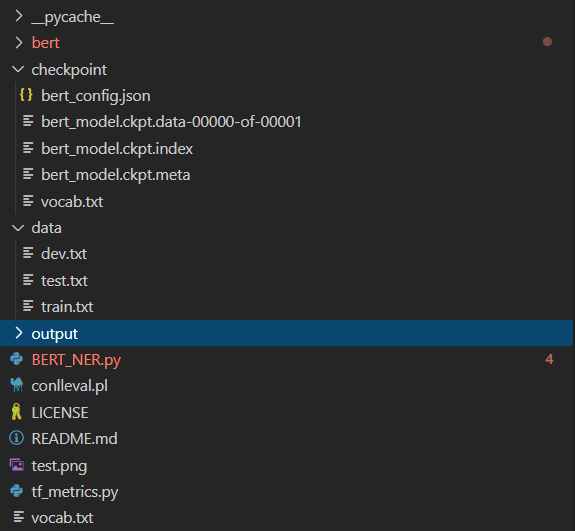 __pycache__
bert
checkpoint
{} bert_config.json
bert_model.ckpt.data-00000-of-00001
bert_model.ckpt.index
bert_model.ckpt.meta
vocab.txt
data
dev.txt
test.txt
train.txt
output
BERT_NER.py 4
conlleval.pl
LICENSE
README.md
test.png
tf_metrics.py
vocab.txt